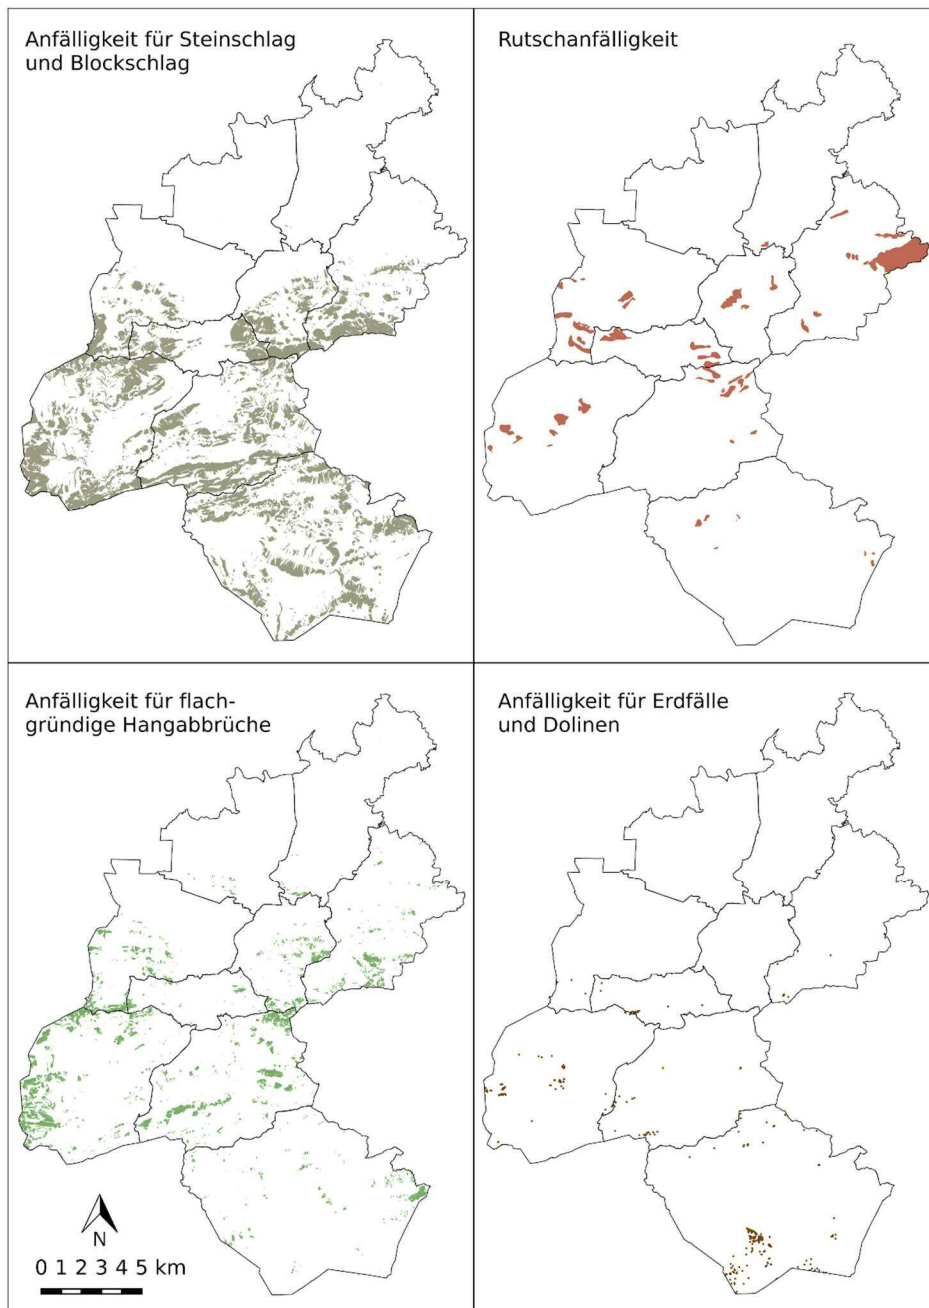 Anfälligkeit für Steinschlag
und Blockschlag
Rutschanfälligkeit
Anfälligkeit für flach-
gründige Hangabbrüche
Anfälligkeit für Erdfälle
und Dolinen
N
0 1 2 3 4 5 km